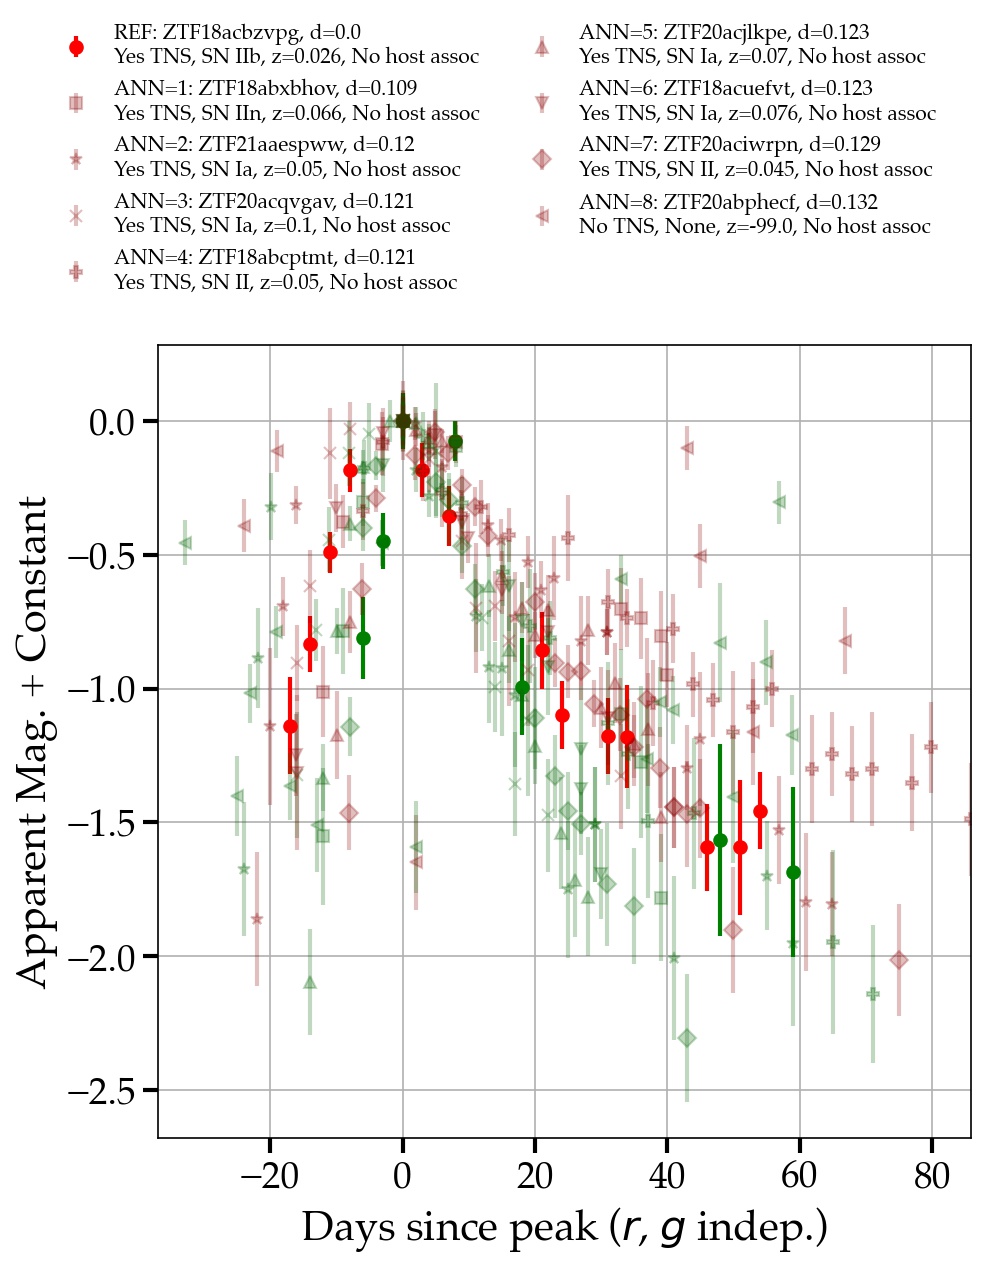 REF: ZTF18acbzvpg, d=0.0
Yes TNS, SN IIb, z=0.026, No host assoc
ANN=1: ZTF18abxbhov, d=0.109
Yes TNS, SN IIn, z=0.066, No host assoc
ANN=2: ZTF21aaespww, d=0.12
Yes TNS, SN Ia, z=0.05, No host assoc
ANN=3: ZTF20acqvgav, d=0.121
Yes TNS, SN Ia, z=0.1, No host assoc
ANN=4: ZTF18abcptmt, d=0.121
Yes TNS, SN II, z=0.05, No host assoc
ANN=5: ZTF20acjlkpe, d=0.123
Yes TNS, SN Ia, z=0.07, No host assoc
ANN=6: ZTF18acuefvt, d=0.123
Yes TNS, SN Ia, z=0.076, No host assoc
ANN=7: ZTF20aciwrpn, d=0.129
Yes TNS, SN II, z=0.045, No host assoc
ANN=8: ZTF20abphecf, d=0.132
No TNS, None, z=-99.0, No host assoc
Apparent Mag. + Constant
0.0
−0.5
−1.0
−1.5
−2.0
−2.5
−20
0
20
40
60
80
Days since peak (r, g indep.)